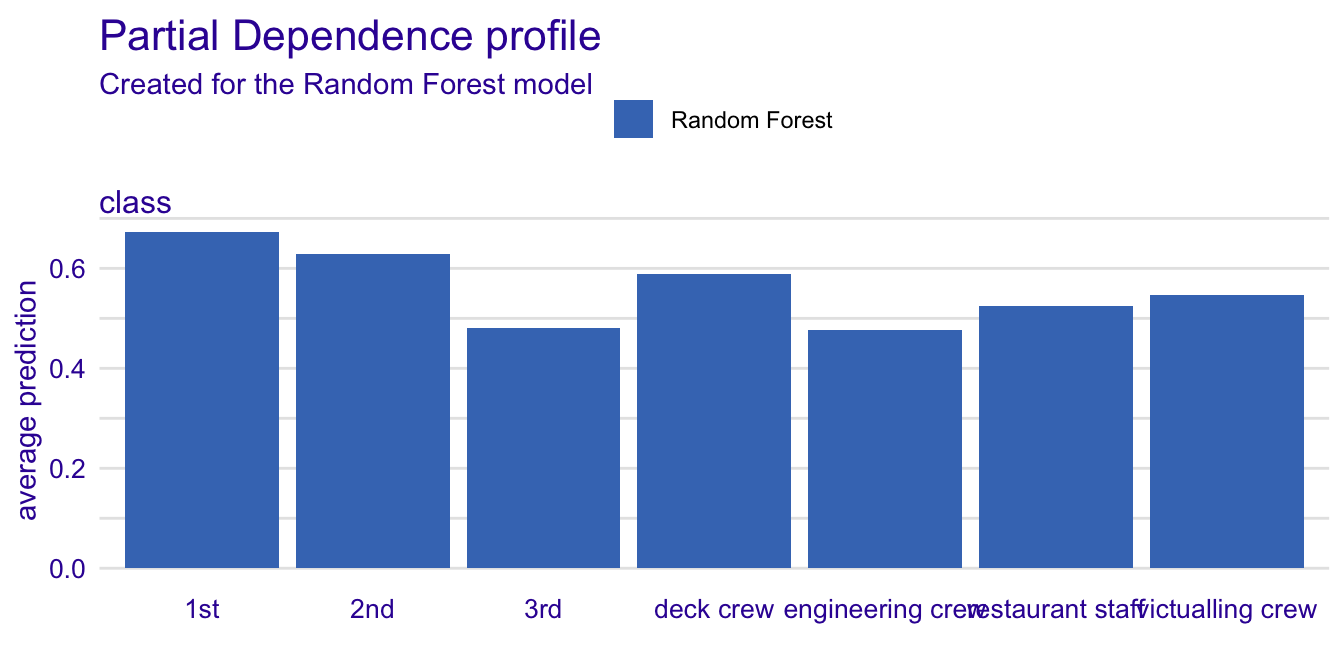 Partial Dependence profile
Created for the Random Forest model
Random Forest
class
average prediction
0.6
0.4
0.2
0.0
1st 2nd 3rd deck crew engineering crew restaurant staff victualling crew